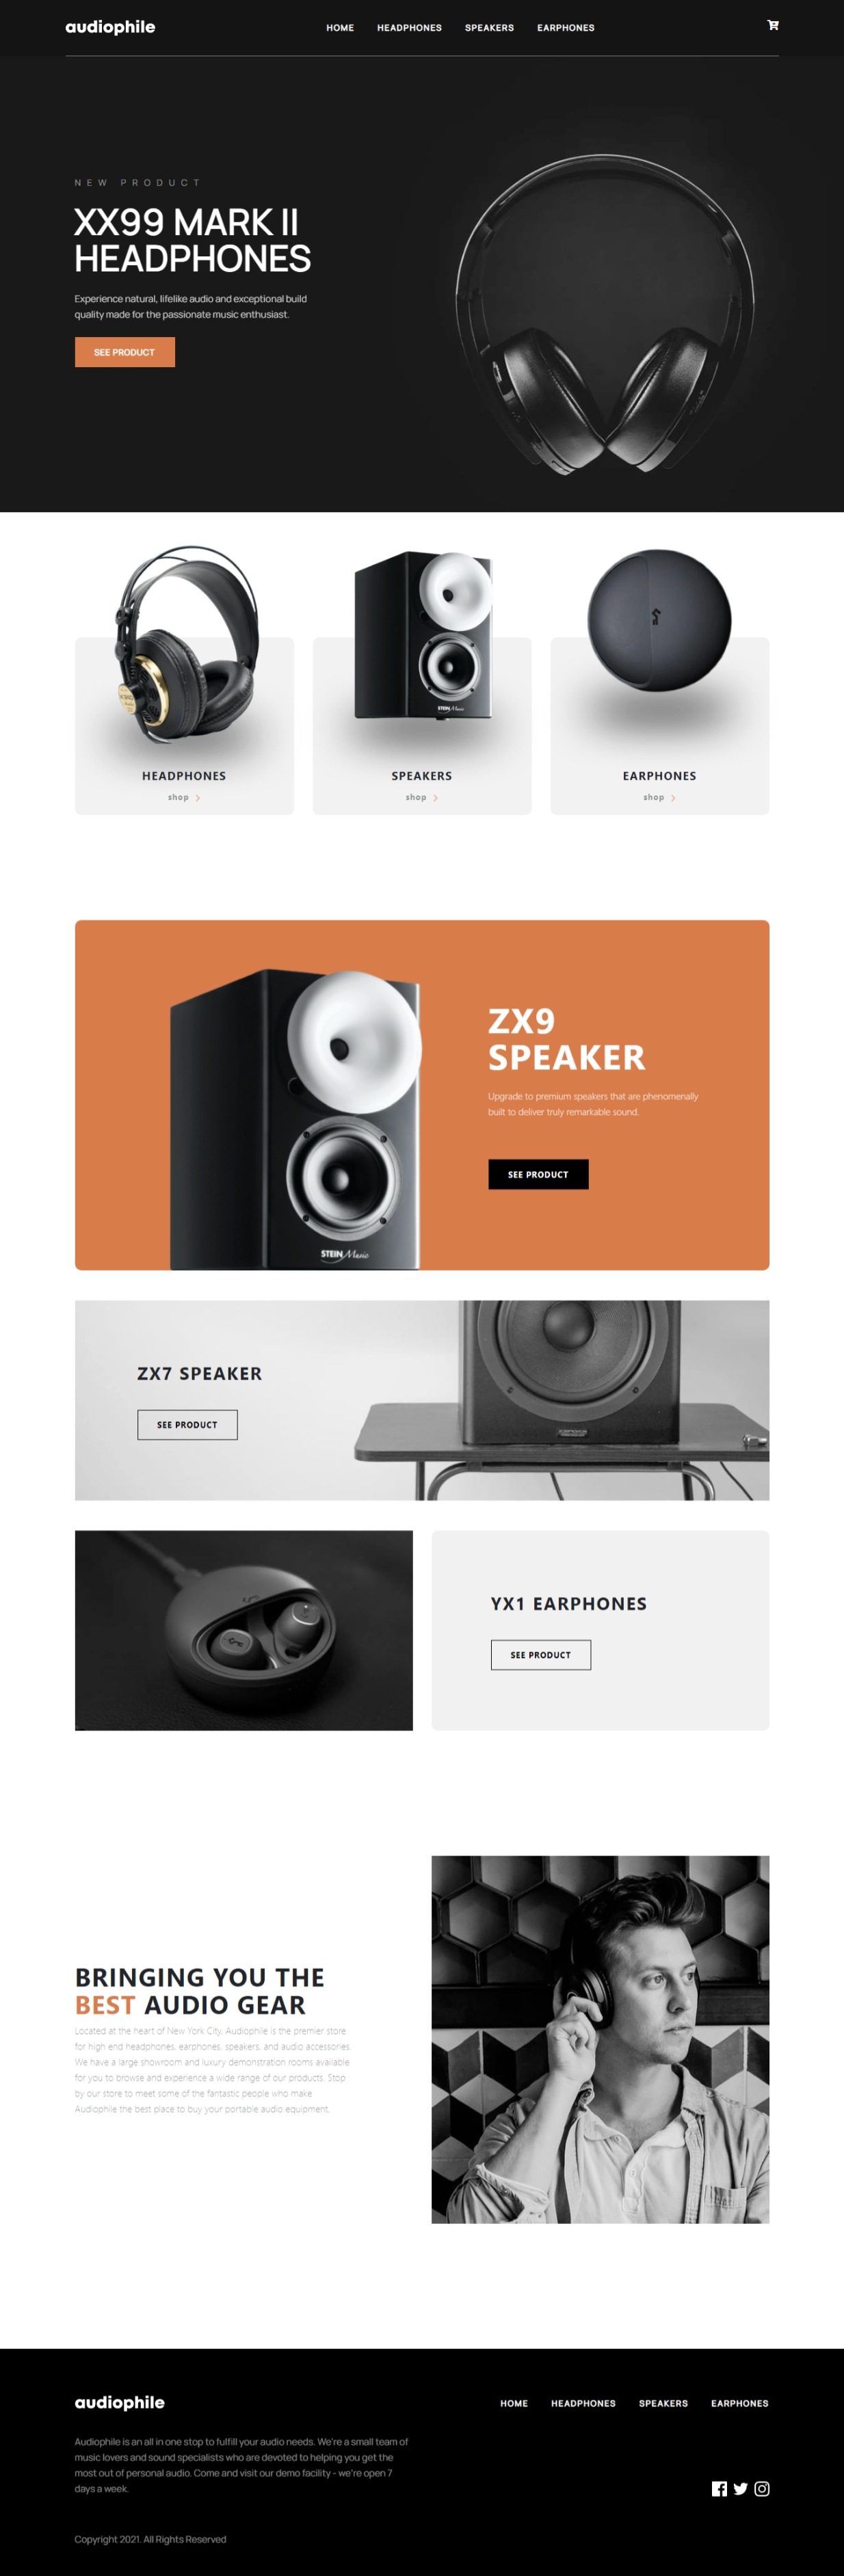 audiophile
HOME HEADPHONES SPEAKERS EARPHONES
NEW PRODUCT
XX99 MARK II
HEADPHONES
Experience natural, lifelike audio and exceptional build
quality made for the passionate music enthusiast.
SEE PRODUCT
STEIN Music
HEADPHONES
shop
SPEAKERS
shop
EARPHONES
shop
ZX9
SPEAKER
Upgrade to premium speakers that are phenomenally
built to deliver truly remarkable sound.
SEE PRODUCT
STEIN Music
ZX7 SPEAKER
SEE PRODUCT
YX1 EARPHONES
SEE PRODUCT
BRINGING YOU THE
BEST AUDIO GEAR
Located at the heart of New York City, Audiophile is the premier store
for high end headphones, earphones, speakers, and audio accessories.
We have a large showroom and luxury demonstration rooms available
for you to browse and experience a wide range of our products. Stop
by our store to meet some of the fantastic people who make
Audiophile the best place to buy your portable audio equipment.
audiophile
HOME HEADPHONES SPEAKERS EARPHONES
Audiophile is an all in one stop to fulfill your audio needs. We're a small team of
music lovers and sound specialists who are devoted to helping you get the
most out of personal audio. Come and visit our demo facility - we're open 7
days a week.
Copyright 2021. All Rights Reserved